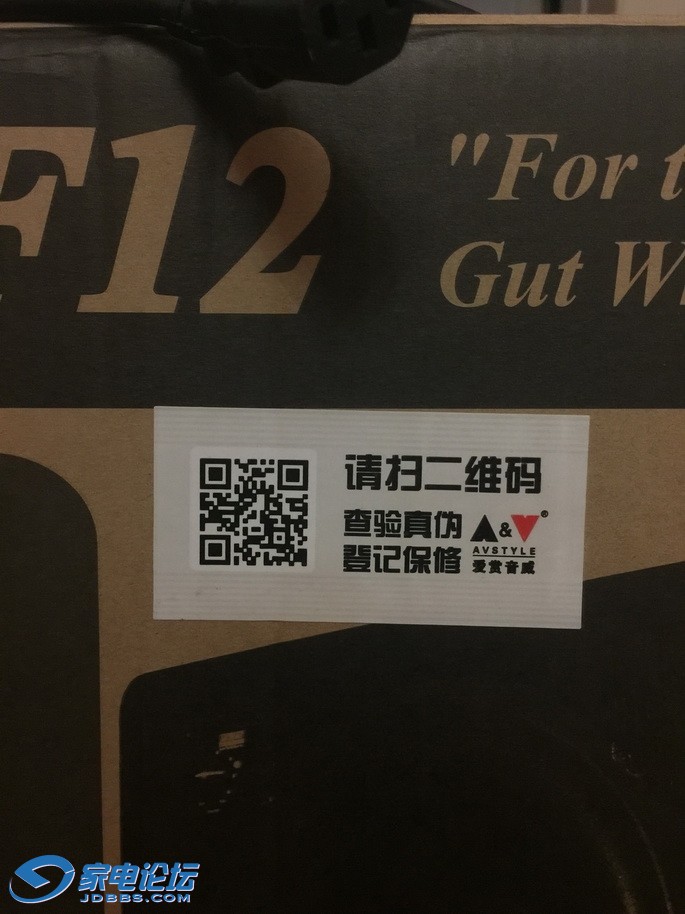 F12
"For t
Gut W
请扫二维码
查验真伪
登记保修
A&V®
AVSTYLE
爱赏音威
家电论坛
JDBBS.COM